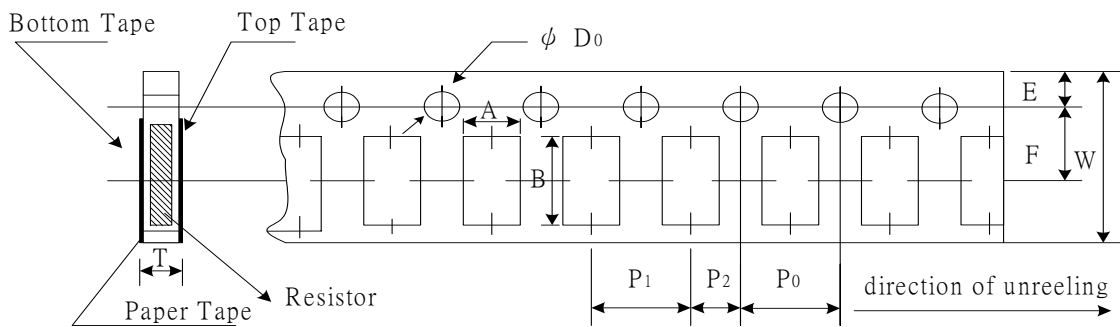 Bottom Tape
Top Tape
φ D0
E
A
F
W
B
T
P1
P2
P0
Resistor
direction of unreeling
Paper Tape